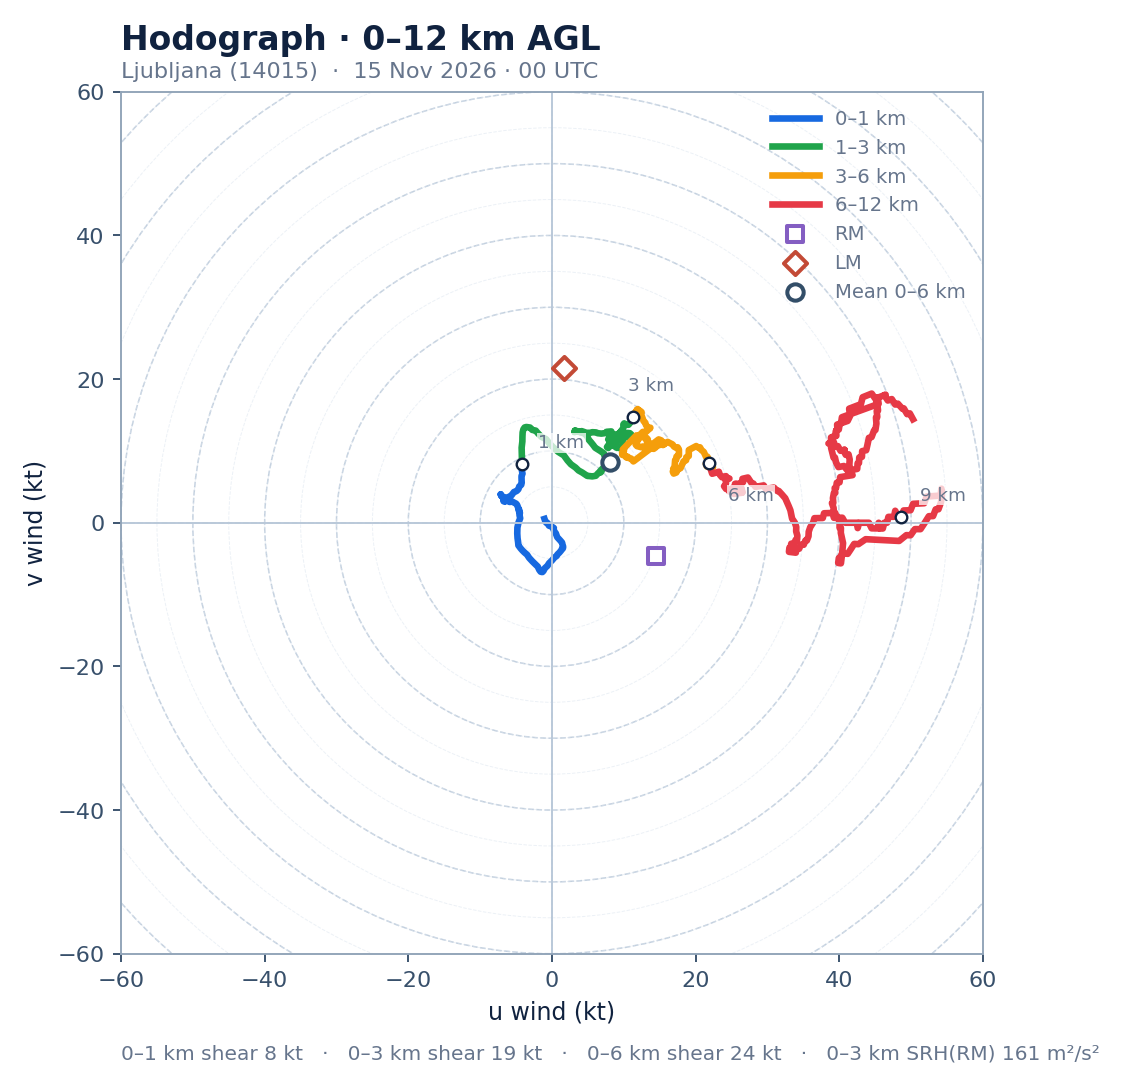 Hodograph · 0–12 km AGL
Ljubljana (14015) · 15 Nov 2026 · 00 UTC
0–1 km
1–3 km
3–6 km
6–12 km
RM
LM
Mean 0–6 km
3 km
1 km
6 km
9 km
60
40
20
0
−20
−40
−60
v wind (kt)
−60
−40
−20
0
20
40
60
u wind (kt)
0–1 km shear 8 kt · 0–3 km shear 19 kt · 0–6 km shear 24 kt · 0–3 km SRH(RM) 161 m²/s²